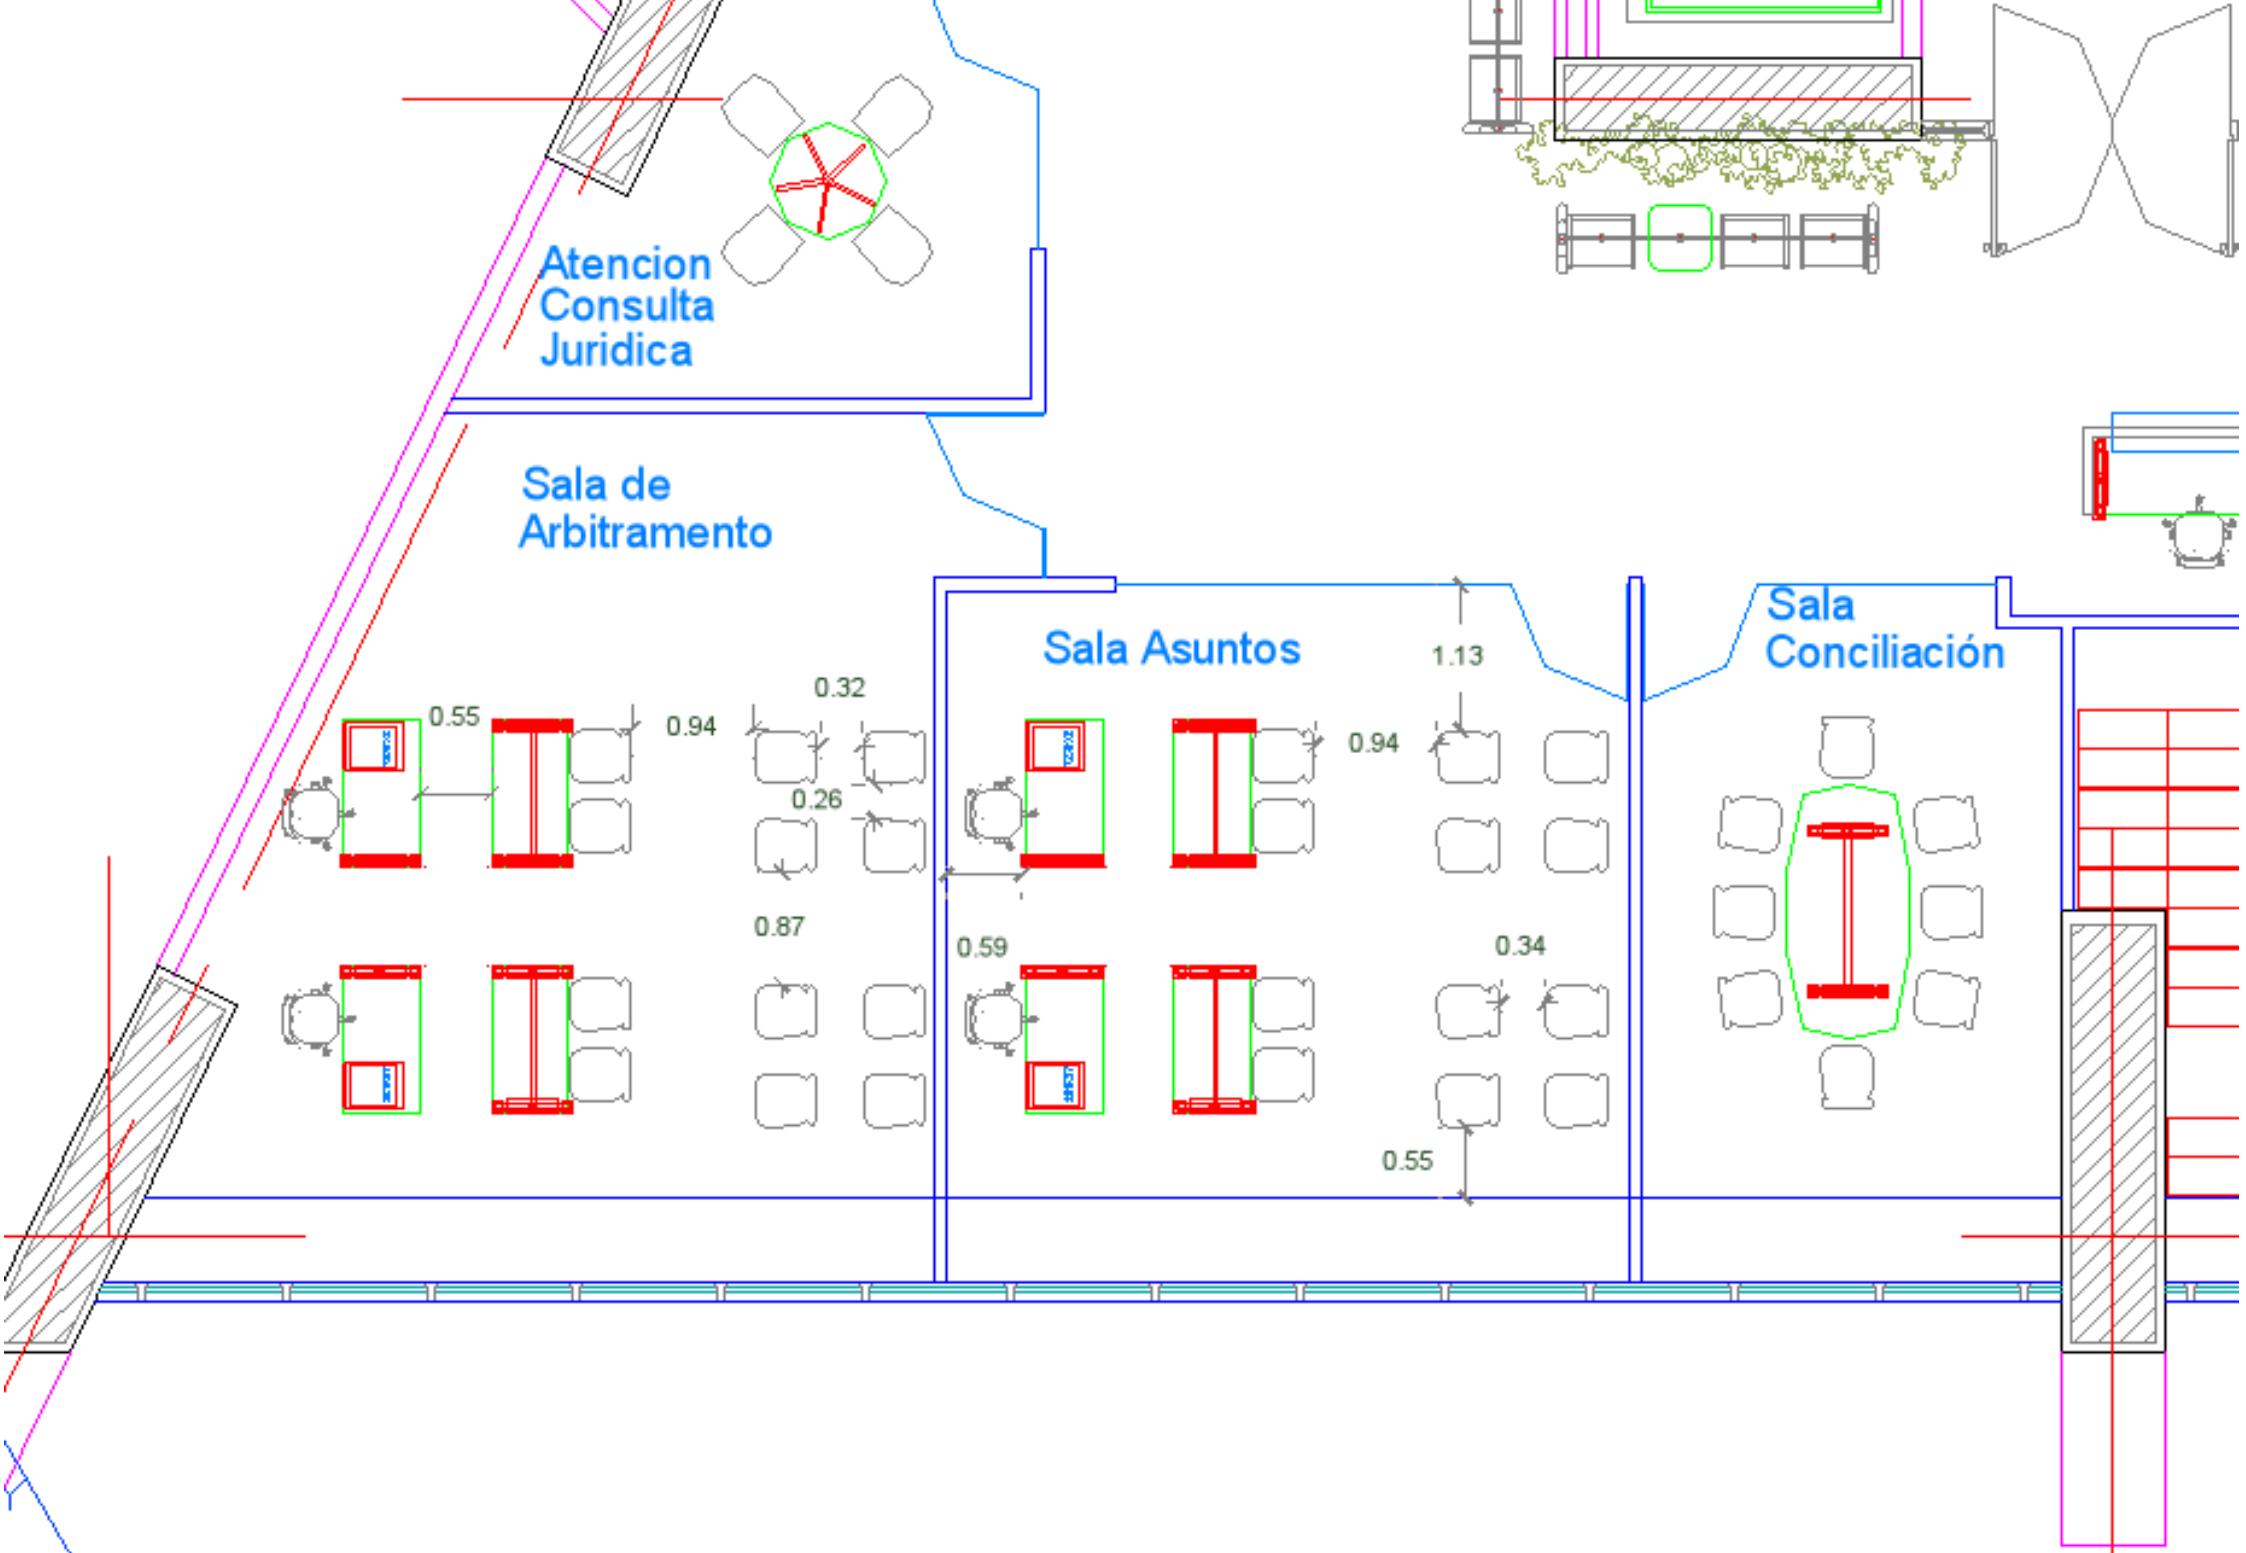 Atencion
Consulta
Juridica
Sala de
Arbitramento
Sala Asuntos
Sala
Conciliación
1.13
0.32
0.55
0.94
0.94
0.26
0.87
0.59
0.34
0.55